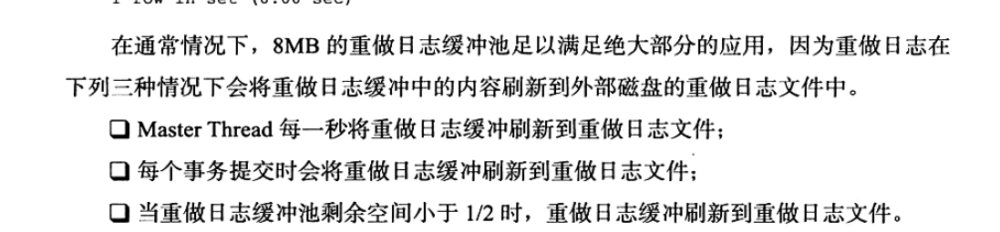 1 row in set (0.00 sec)
在通常情况下，8MB 的重做日志缓冲池足以满足绝大部分的应用，因为重做日志在
下列三种情况下会将重做日志缓冲中的内容刷新到外部磁盘的重做日志文件中。
❑ Master Thread 每一秒将重做日志缓冲刷新到重做日志文件；
❑ 每个事务提交时会将重做日志缓冲刷新到重做日志文件；
❑ 当重做日志缓冲池剩余空间小于 1/2 时，重做日志缓冲刷新到重做日志文件。